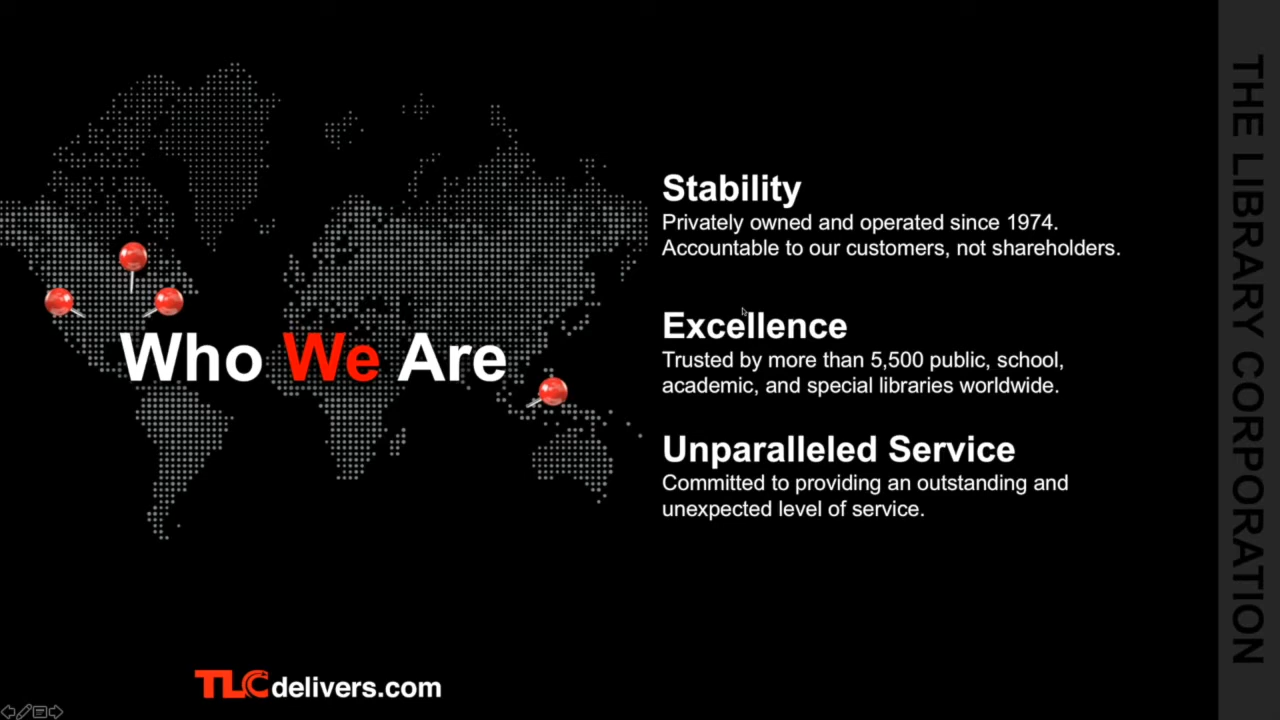 Who We Are
Stability
Privately owned and operated since 1974.
Accountable to our customers, not shareholders.
Excellence
Trusted by more than 5,500 public, school,
academic, and special libraries worldwide.
Unparalleled Service
Committed to providing an outstanding and
unexpected level of service.
TLCdelivers.com
THE LIBRARY CORPORATION